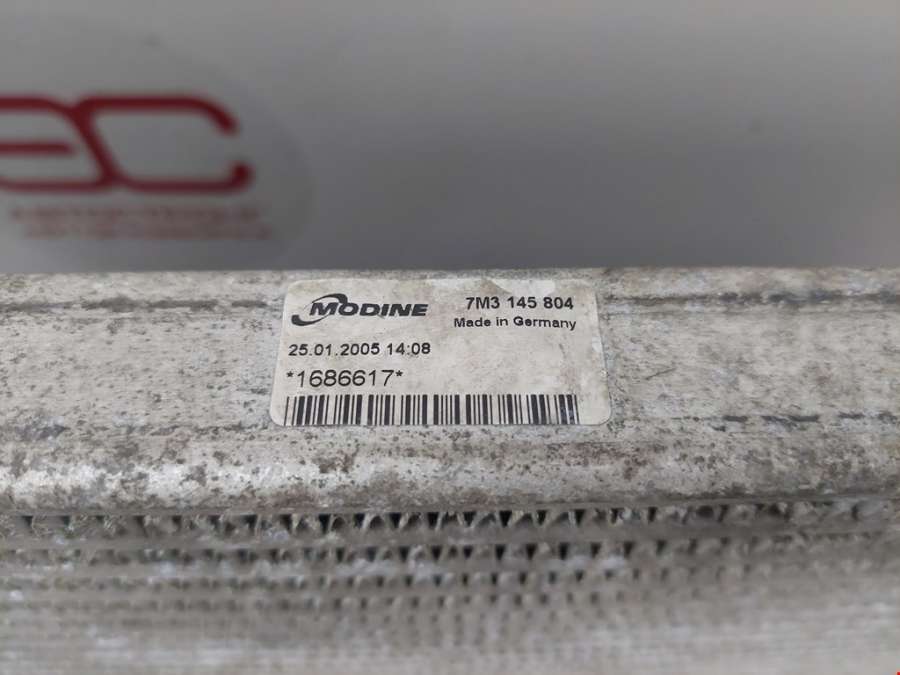 MODINE
7M3 145 804
Made in Germany
25.01.2005 14:08
*1686617*